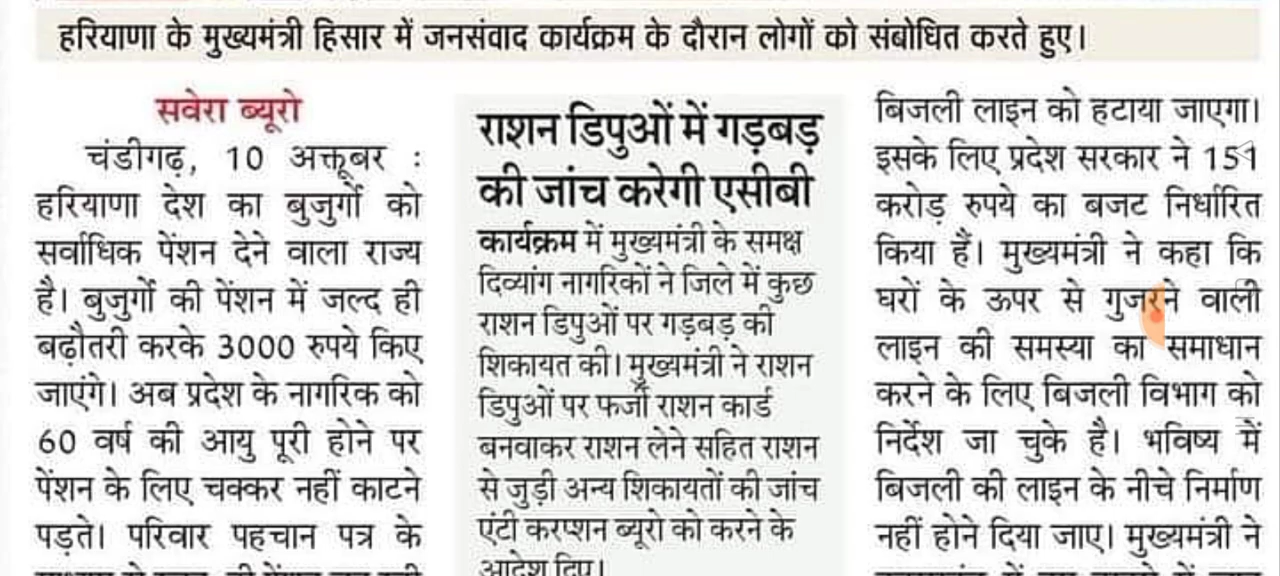 हरियाणा के मुख्यमंत्री हिसार में जनसंवाद कार्यक्रम के दौरान लोगों को संबोधित करते हुए।
सवेरा ब्यूरो
चंडीगढ़, 10 अक्तूबर :
हरियाणा देश का बुजुर्गों को
सर्वाधिक पेंशन देने वाला राज्य
है। बुजुर्गों की पेंशन में जल्द ही
बढ़ौतरी करके 3000 रुपये किए
जाएंगे। अब प्रदेश के नागरिक को
60 वर्ष की आयु पूरी होने पर
पेंशन के लिए चक्कर नहीं काटने
पड़ते। परिवार पहचान पत्र के
राशन डिपुओं में गड़बड़
की जांच करेगी एसीबी
कार्यक्रम में मुख्यमंत्री के समक्ष
दिव्यांग नागरिकों ने जिले में कुछ
राशन डिपुओं पर गड़बड़ की
शिकायत की। मुख्यमंत्री ने राशन
डिपुओं पर फर्जी राशन कार्ड
बनवाकर राशन लेने सहित राशन
से जुड़ी अन्य शिकायतों की जांच
एंटी करप्शन ब्यूरो को करने के
आदेश दिए।
बिजली लाइन को हटाया जाएगा।
इसके लिए प्रदेश सरकार ने 151
करोड़ रुपये का बजट निर्धारित
किया हैं। मुख्यमंत्री ने कहा कि
घरों के ऊपर से गुजरने वाली
लाइन की समस्या का समाधान
करने के लिए बिजली विभाग को
निर्देश जा चुके है। भविष्य में
बिजली की लाइन के नीचे निर्माण
नहीं होने दिया जाए। मुख्यमंत्री ने